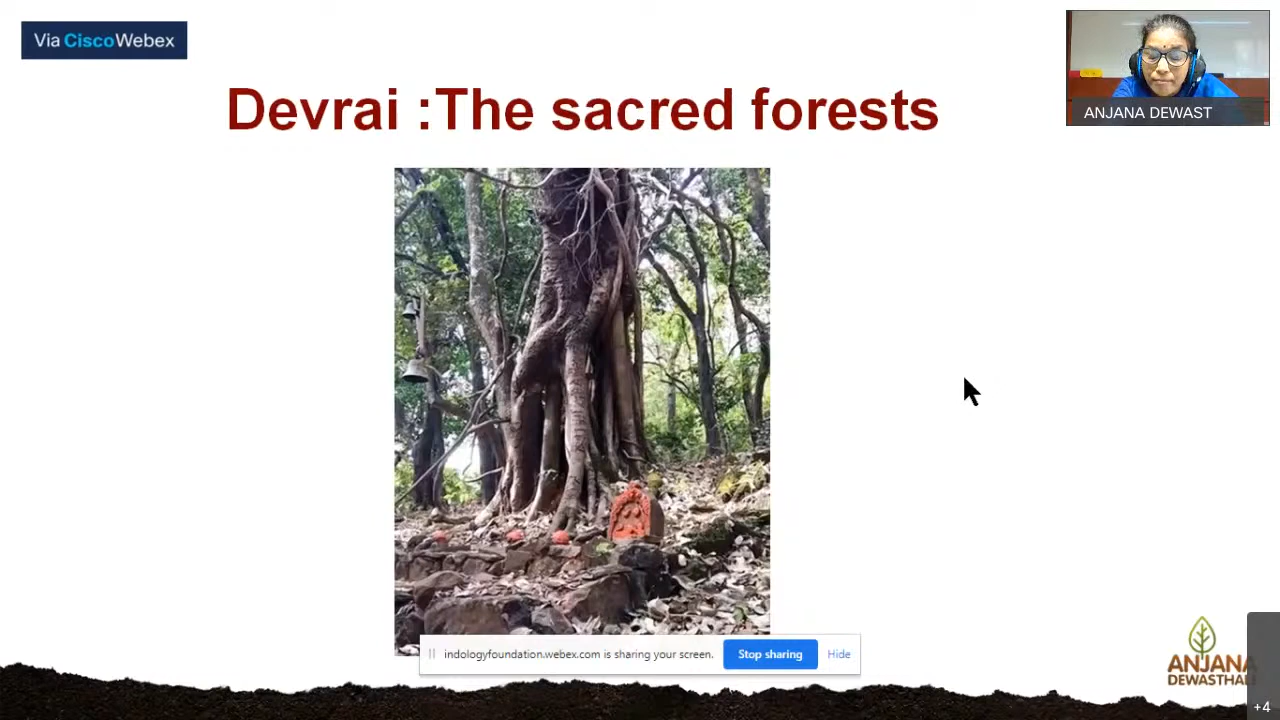 Via CiscoWebex
ANJANA DEWAST
Devrai :The sacred forests
indologyfoundation.webex.com is sharing your screen.
Stop sharing
Hide
ANJANA
DEWASTHALI
+4